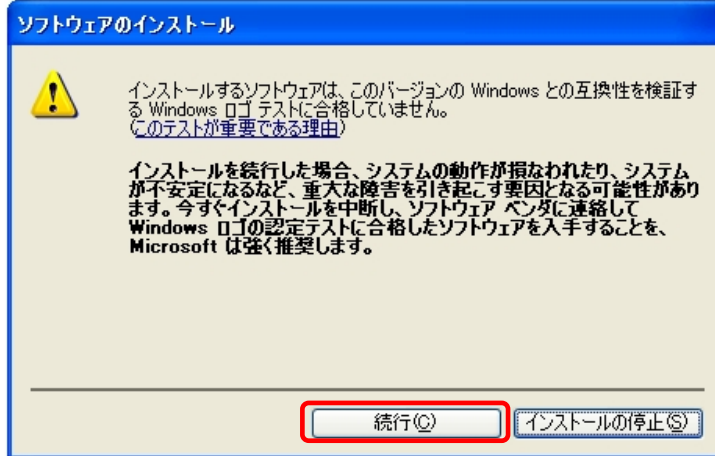 ソフトウェアのインストール
インストールするソフトウェアは、このバージョンの Windows との互換性を検証す
る Windows ロゴ テストに合格していません。
(このテストが重要である理由)
インストールを続行した場合、システムの動作が損なわれたり、システム
が不安定になるなど、重大な障害を引き起こす要因となる可能性があり
ます。今すぐインストールを中断し、ソフトウェア ベンダに連絡して
Windows ロゴの認定テストに合格したソフトウェアを入手することを、
Microsoft は強く推奨します。
続行(C) インストールの停止(S)